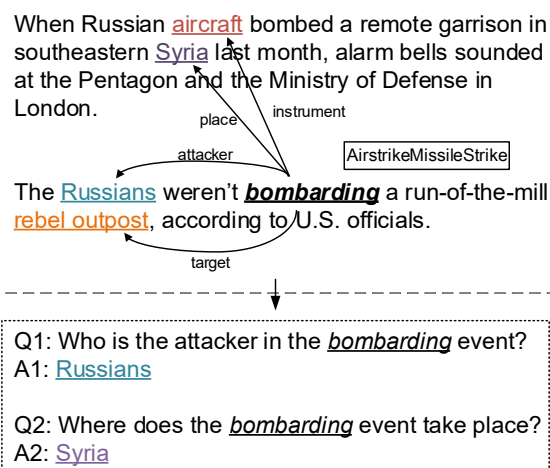 When Russian aircraft bombed a remote garrison in
southeastern Syria last month, alarm bells sounded
at the Pentagon and the Ministry of Defense in
London.
place
instrument
attacker
AirstrikeMissileStrike
The Russians weren't bombarding a run-of-the-mill
rebel outpost, according to U.S. officials.
target
Q1: Who is the attacker in the bombarding event?
A1: Russians
Q2: Where does the bombarding event take place?
A2: Syria